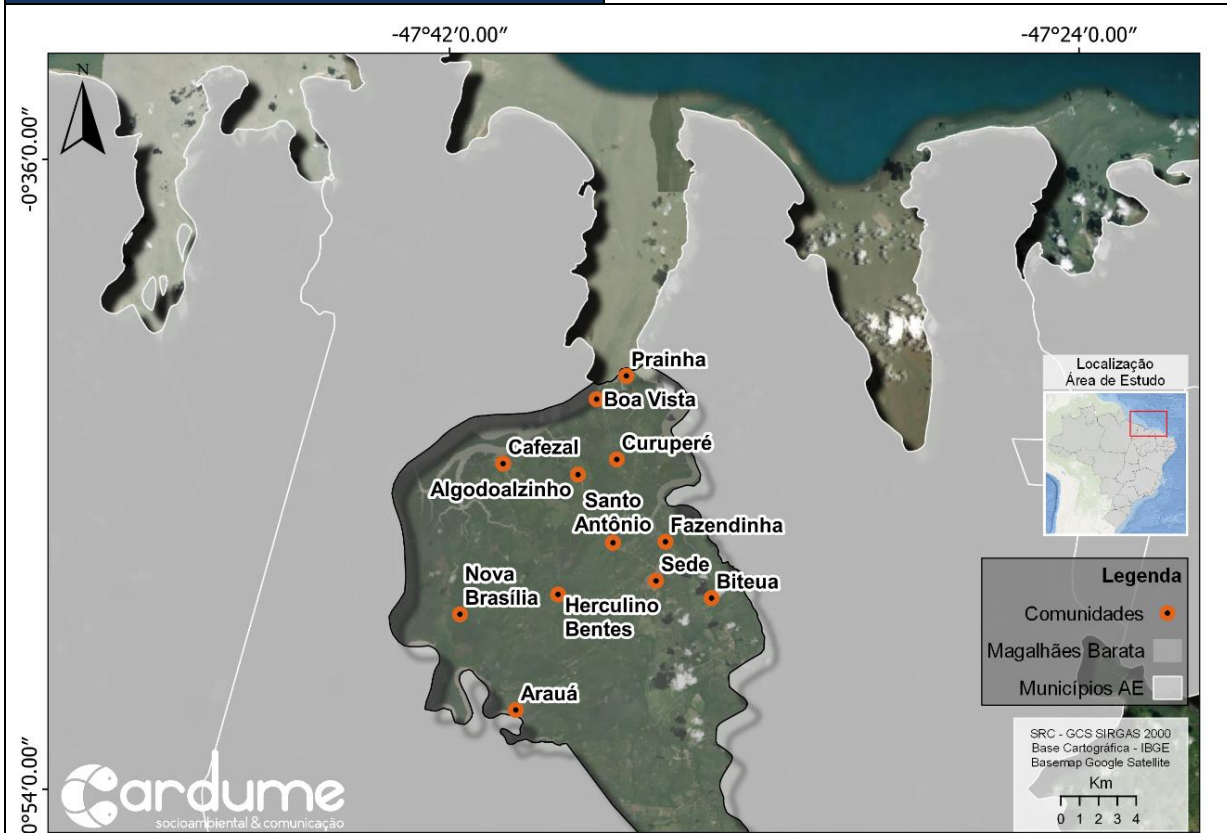 -47°42'0.00"
-47°24'0.00"
N
-0°36'0.00"
Prainha
Boa Vista
Curuperé
Cafezal
Algodoalzinho
Santo
Antônio
Fazendinha
Sede
Biteua
Nova
Brasília
Herculino
Bentes
Arauá
Localização
Área de Estudo
Legenda
Comunidades
Magalhães Barata
Municípios AE
SRC - GCS SIRGAS 2000
Base Cartográfica - IBGE
Basemap Google Satellite
Km
0 1 2 3 4
0°54'0.00"
Cardume
socioambiental & comunicação